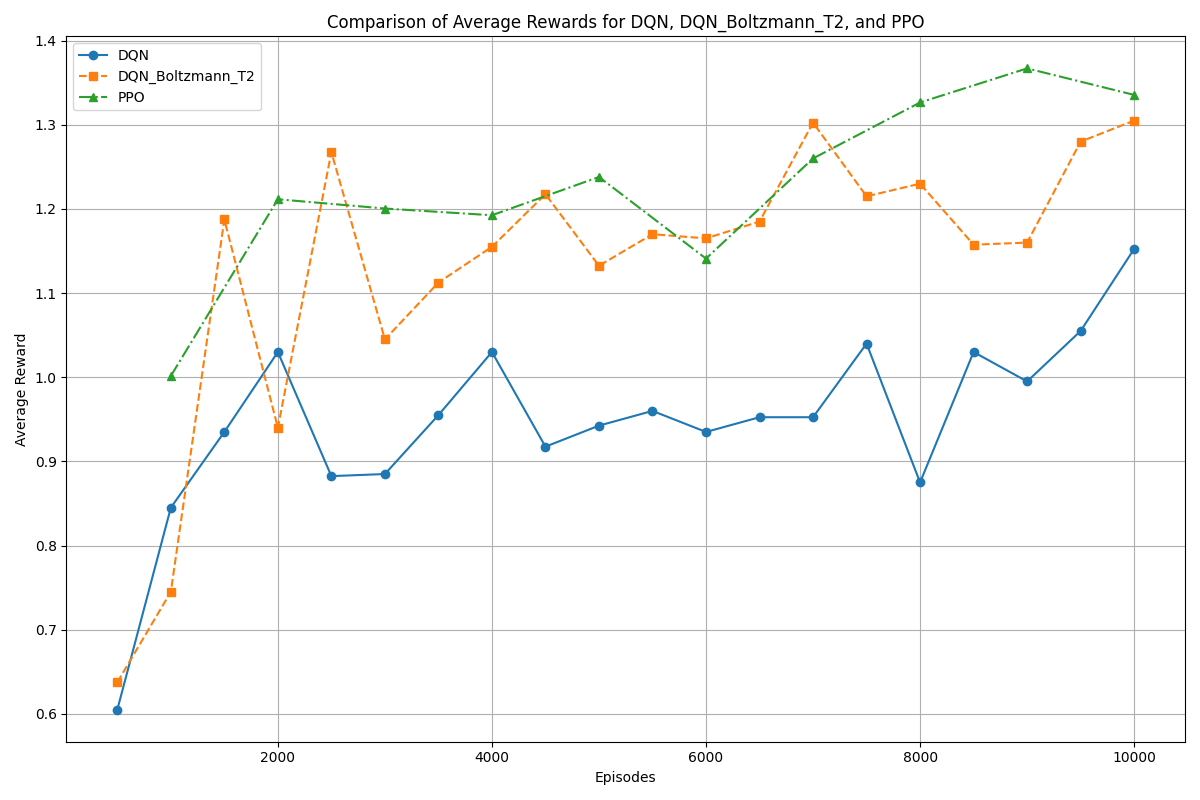 Comparison of Average Rewards for DQN, DQN_Boltzmann_T2, and PPO
DQN
DQN_Boltzmann_T2
PPO
1.4
1.3
1.2
1.1
1.0
0.9
0.8
0.7
0.6
Average Reward
2000 4000 6000 8000 10000
Episodes